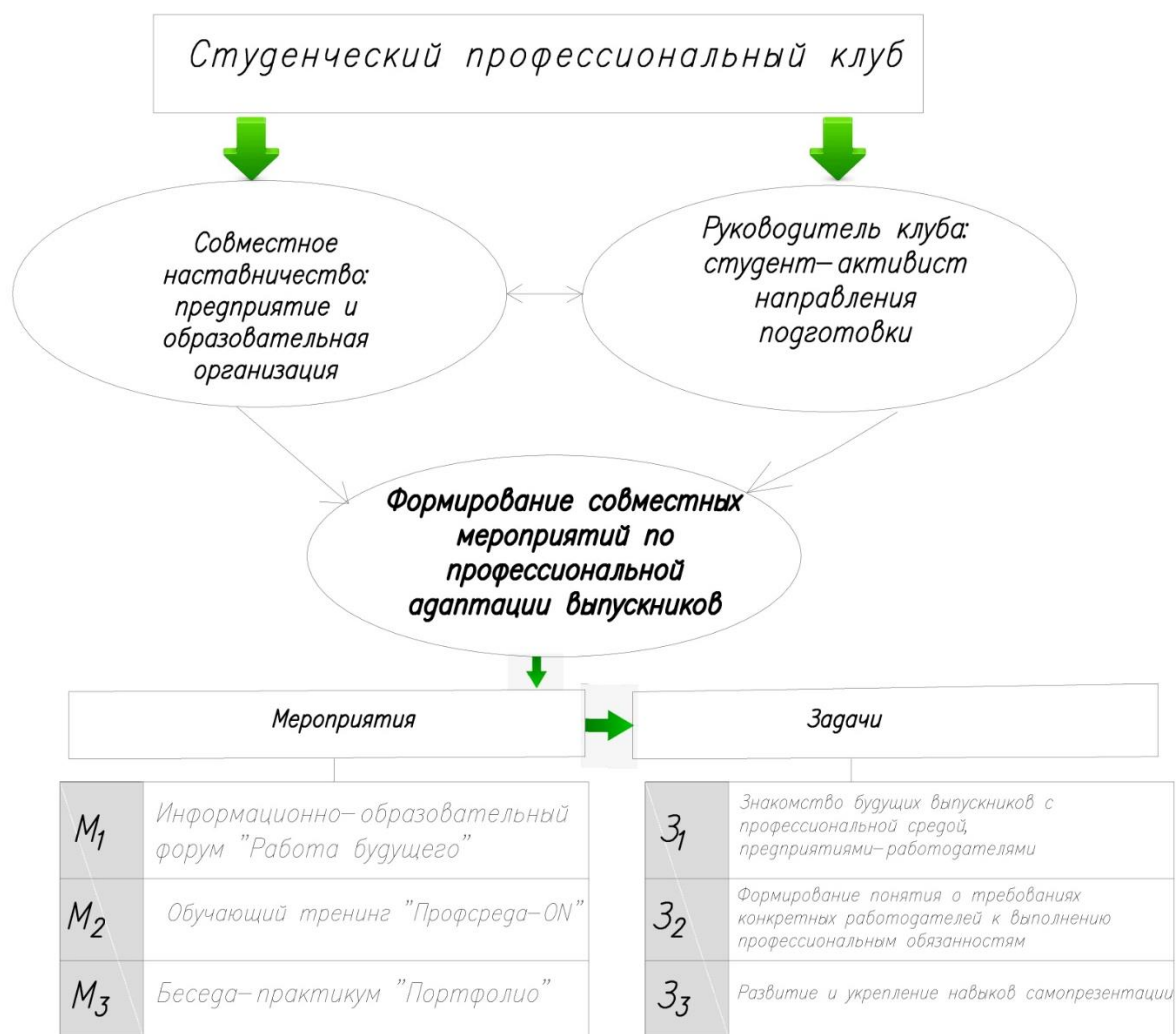 Студенческий профессиональный клуб
Совместное
наставничество:
предприятие и
образовательная
организация
Руководитель клуба:
студент-активист
направления
подготовки
Формирование совместных
мероприятий по
профессиональной
адаптации выпускников
Мероприятия
Задачи
М1
Информационно-образовательный
форум "Работа будущего"
М2
Обучающий тренинг "Профсреда-ON"
М3
Беседа-практикум "Портфолио"
З1
Знакомство будущих выпускников с
профессиональной средой,
предприятиями-работодателями
З2
Формирование понятия о требованиях
конкретных работодателей к выполнению
профессиональным обязанностям
З3
Развитие и укрепление навыков самопрезентации